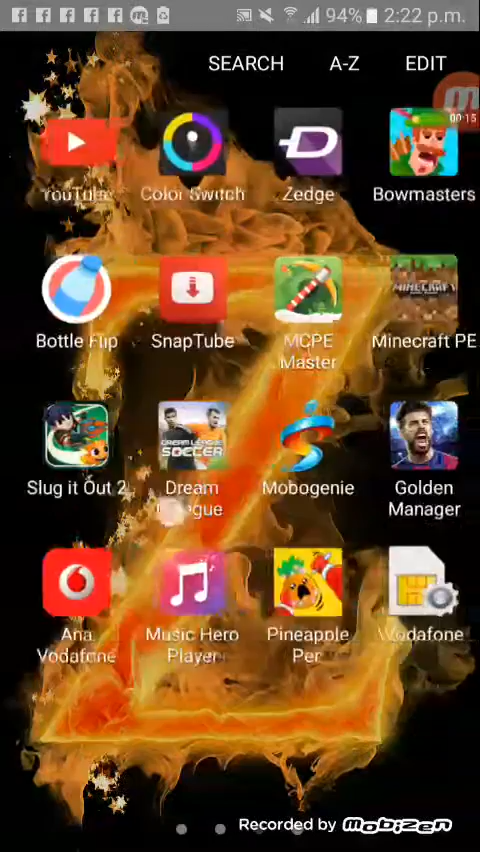 94% 2:22 p.m.
SEARCH A-Z EDIT
00:15
YouTube Color Switch Zedge Bowmasters
MINECRAFT
Bottle Flip SnapTube MCPE Master Minecraft PE
DREAM LEAGUE
SOCCER
Slug it Out 2 Dream League Mobogenie Golden Manager
Ana Vodafone Music Hero Player Pineapple Pen Vodafone
Recorded by MOBIZEN